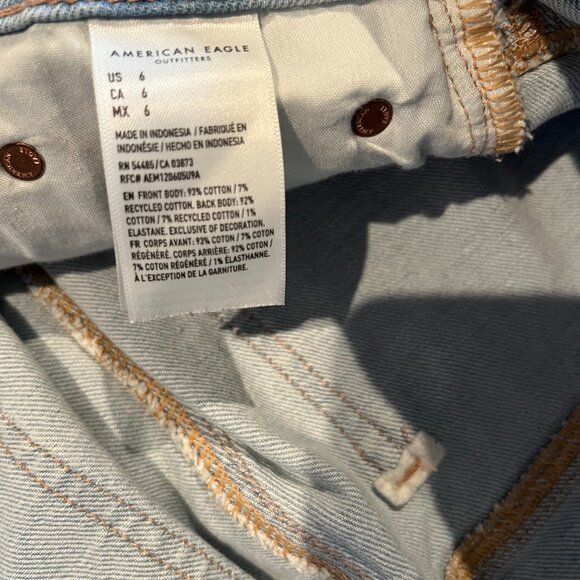 AMERICAN EAGLE
OUTFITTERS
US 6
CA 6
MX 6
MADE IN INDONESIA / FABRIQUÉ EN
INDONÉSIE / HECHO EN INDONESIA
RN 54485/CA 03873
RFC# AEM120605U9A
EN FRONT BODY: 93% COTTON / 7%
RECYCLED COTTON. BACK BODY: 92%
COTTON / 7% RECYCLED COTTON / 1%
ELASTANE. EXCLUSIVE OF DECORATION.
FR CORPS AVANT: 93% COTON / 7% COTON
RÉGÉNÉRÉ. CORPS ARRIÈRE: 92% COTON /
7% COTON RÉGÉNÉRÉ / 1% ÉLASTHANNE.
À L'EXCEPTION DE LA GARNITURE.
AMERICAN